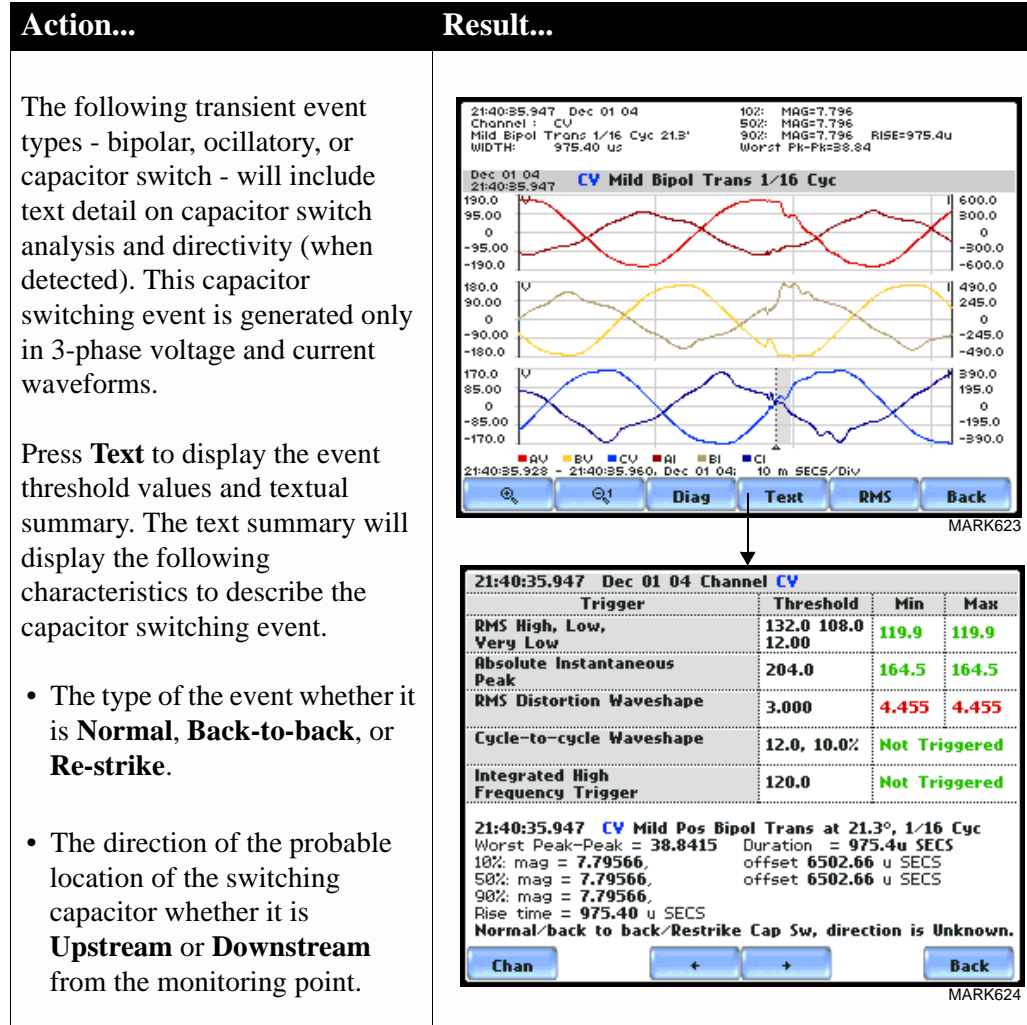 Action...
Result...
The following transient event
types - bipolar, ocillatory, or
capacitor switch - will include
text detail on capacitor switch
analysis and directivity (when
detected). This capacitor
switching event is generated only
in 3-phase voltage and current
waveforms.
Press Text to display the event
threshold values and textual
summary. The text summary will
display the following
characteristics to describe the
capacitor switching event.
• The type of the event whether it
is Normal, Back-to-back, or
Re-strike.
• The direction of the probable
location of the switching
capacitor whether it is
Upstream or Downstream
from the monitoring point.
21:40:35.947 Dec 01 04 10%: MAG=7.796
Channel : CV 50%: MAG=7.796
Mild Bipol Trans 1/16 Cyc 21.3° 90%: MAG=7.796 RISE=975.4u
WIDTH: 975.40 us Worst Pk-Pk=38.84
Dec 01 04
21:40:35.947 CV Mild Bipol Trans 1/16 Cyc
190.0 V I 600.0
95.00 300.0
0 0
-95.00 -300.0
-190.0 -600.0
180.0 V I 490.0
90.00 245.0
0 0
-90.00 -245.0
-180.0 -490.0
170.0 V I 390.0
85.00 195.0
0 0
-85.00 -195.0
-170.0 -390.0
AV BV CV AI BI CI
21:40:35.928 - 21:40:35.960, Dec 01 04; 10 m SECS/Div
1 Diag Text RMS Back
MARK623
21:40:35.947 Dec 01 04 Channel CV
Trigger Threshold Min Max
RMS High, Low, 132.0 108.0 119.9 119.9
Very Low 12.00
Absolute Instantaneous 204.0 164.5 164.5
Peak
RMS Distortion Waveshape 3.000 4.455 4.455
Cycle-to-cycle Waveshape 12.0, 10.0% Not Triggered
Integrated High 120.0 Not Triggered
Frequency Trigger
21:40:35.947 CV Mild Pos Bipol Trans at 21.3°, 1/16 Cyc
Worst Peak-Peak = 38.8415 Duration = 975.4u SECS
10%: mag = 7.79566, offset 6502.66 u SECS
50%: mag = 7.79566, offset 6502.66 u SECS
90%: mag = 7.79566,
Rise time = 975.40 u SECS
Normal/back to back/Restrike Cap Sw, direction is Unknown.
Chan ← → Back
MARK624